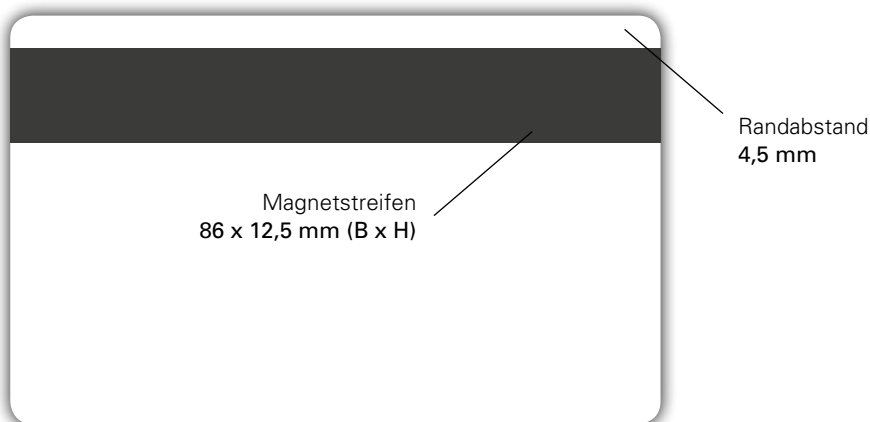 Randabstand
4,5 mm
Magnetstreifen
86 x 12,5 mm (B x H)